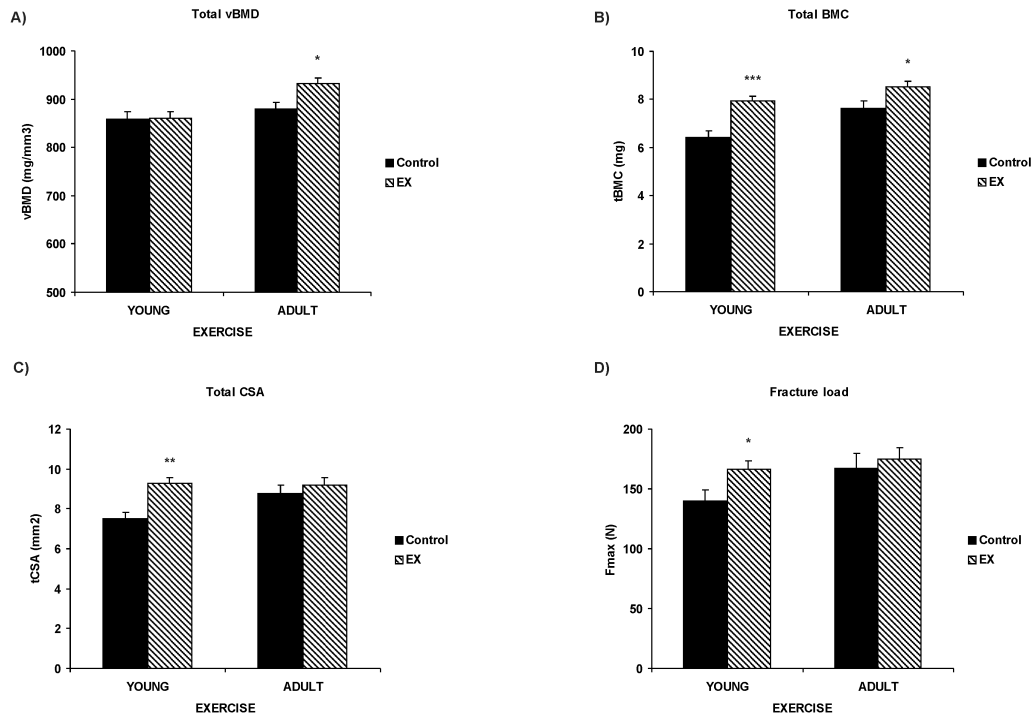 A)
Total vBMD
1000
900
800
700
600
500
vBMD (mg/mm3)
*
YOUNG
ADULT
EXERCISE
Control
EX
B)
Total BMC
10
8
6
4
2
0
tBMC (mg)
***
*
YOUNG
ADULT
EXERCISE
Control
EX
C)
Total CSA
12
10
8
6
4
2
0
tCSA (mm2)
**
YOUNG
ADULT
EXERCISE
Control
EX
D)
Fracture load
200
150
100
50
0
Fmax (N)
*
YOUNG
ADULT
EXERCISE
Control
EX